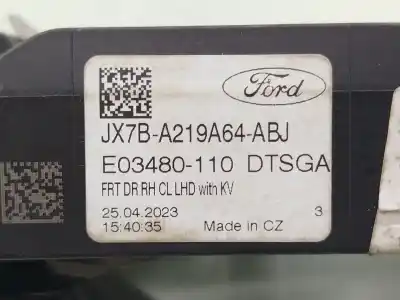 Ford
JX7B-A219A64-ABJ
E03480-110 DTSGA
FRT DR RH CL LHD with KV
25.04.2023 3
15:40:35 Made in CZ